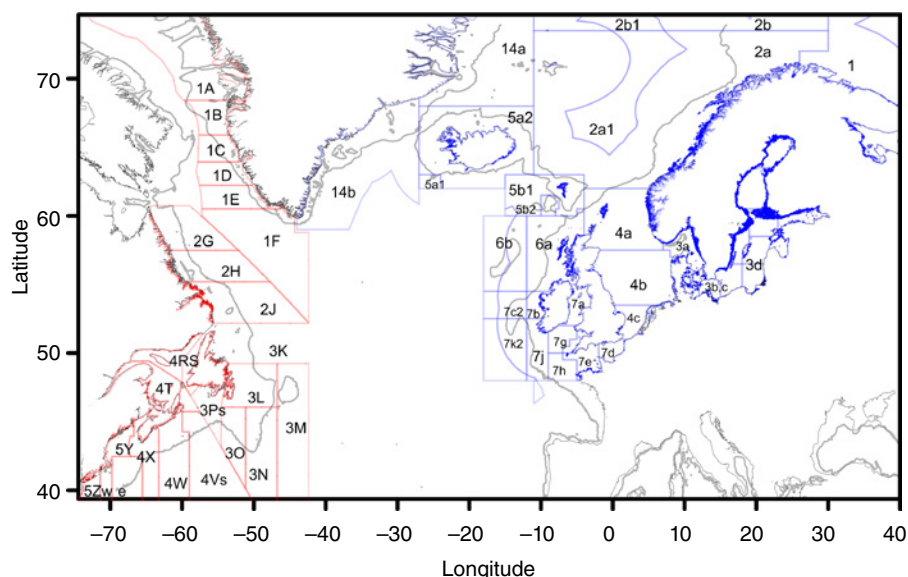 2b1 2b
14a 2a
70 1
1A
1B 5a2 2a1
1C
1D 5a1 5b1
1E 14b 5b2
60
2G 1F 6b 6a 4a 3a
2H 3d
2J 7c2 7b 7a 4b 3b,c
4c
50 3K 7k2 7g 7d
4RS 7j 7e
4T 3L 7h
3Ps 3M
5Y 4X 3O
4W 4Vs 3N
40 5Zw e
Latitude
−70 −60 −50 −40 −30 −20 −10 0 10 20 30 40
Longitude